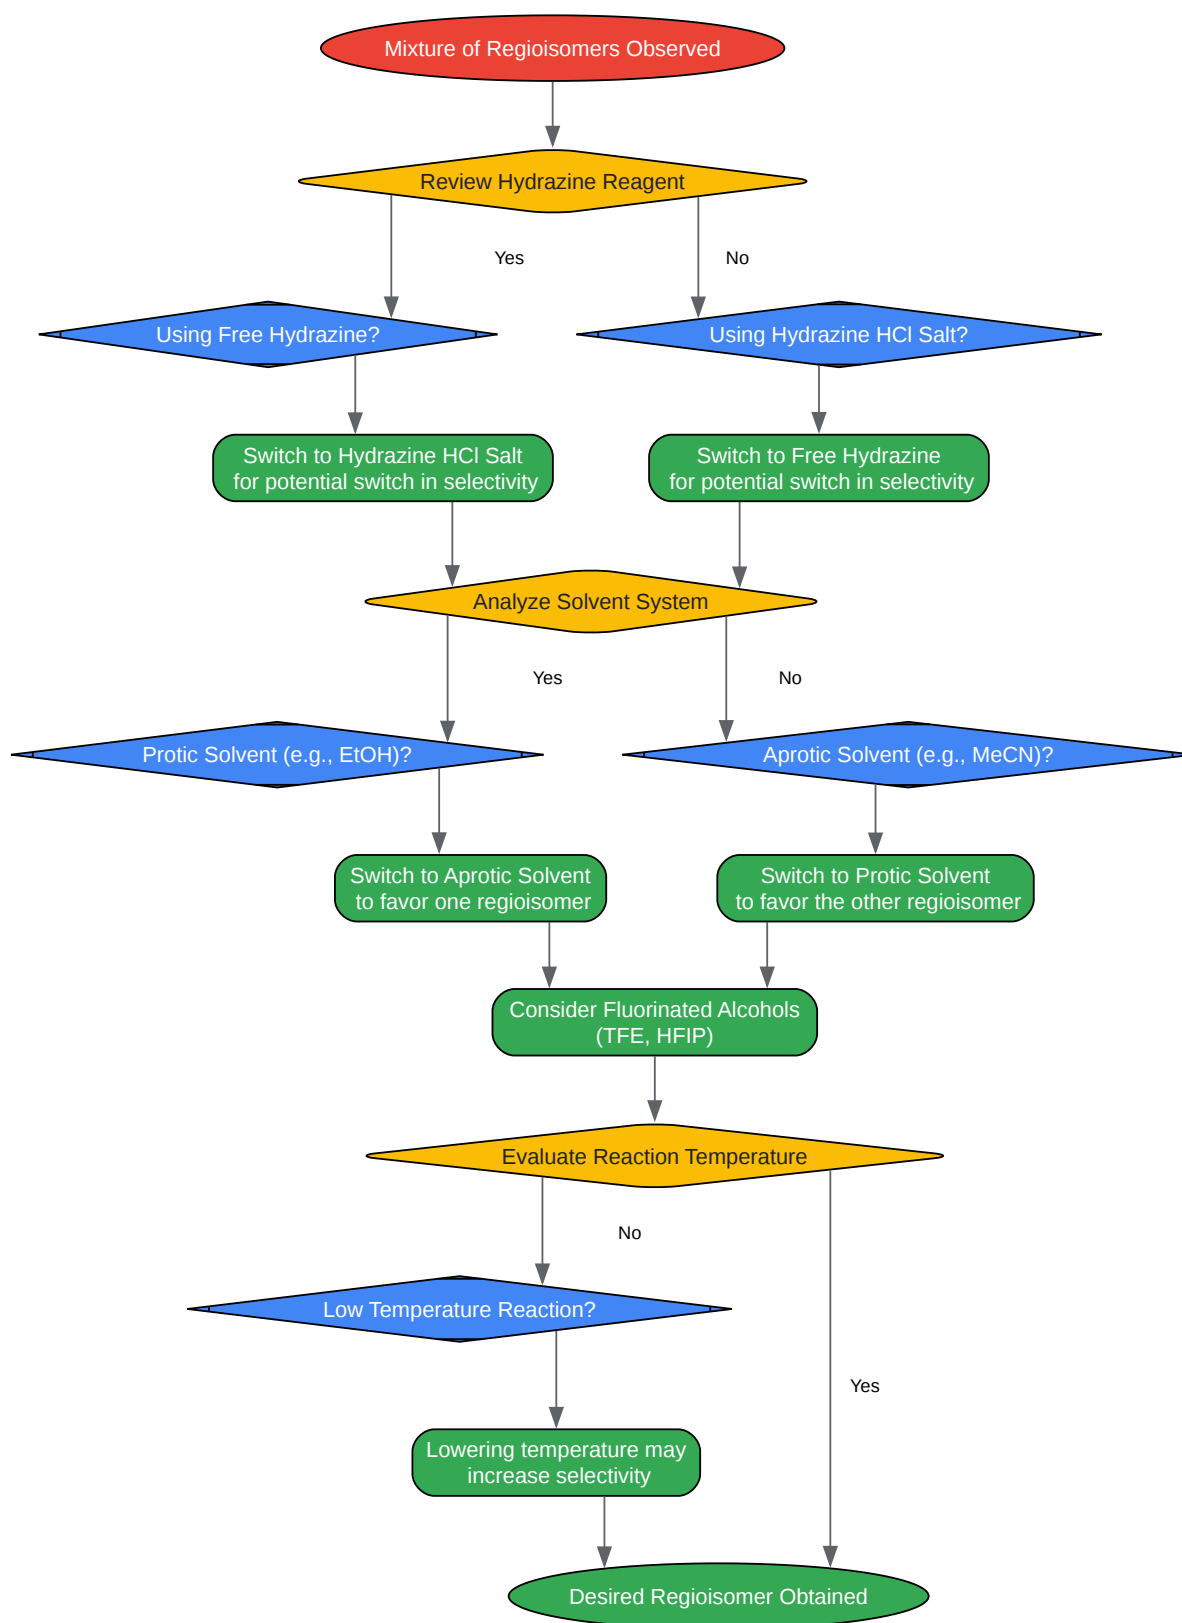 Mixture of Regioisomers Observed
Review Hydrazine Reagent
Yes
No
Using Free Hydrazine?
Using Hydrazine HCl Salt?
Switch to Hydrazine HCl Salt
for potential switch in selectivity
Switch to Free Hydrazine
for potential switch in selectivity
Analyze Solvent System
Yes
No
Protic Solvent (e.g., EtOH)?
Aprotic Solvent (e.g., MeCN)?
Switch to Aprotic Solvent
to favor one regioisomer
Switch to Protic Solvent
to favor the other regioisomer
Consider Fluorinated Alcohols
(TFE, HFIP)
Evaluate Reaction Temperature
No
Low Temperature Reaction?
Yes
Lowering temperature may
increase selectivity
Desired Regioisomer Obtained